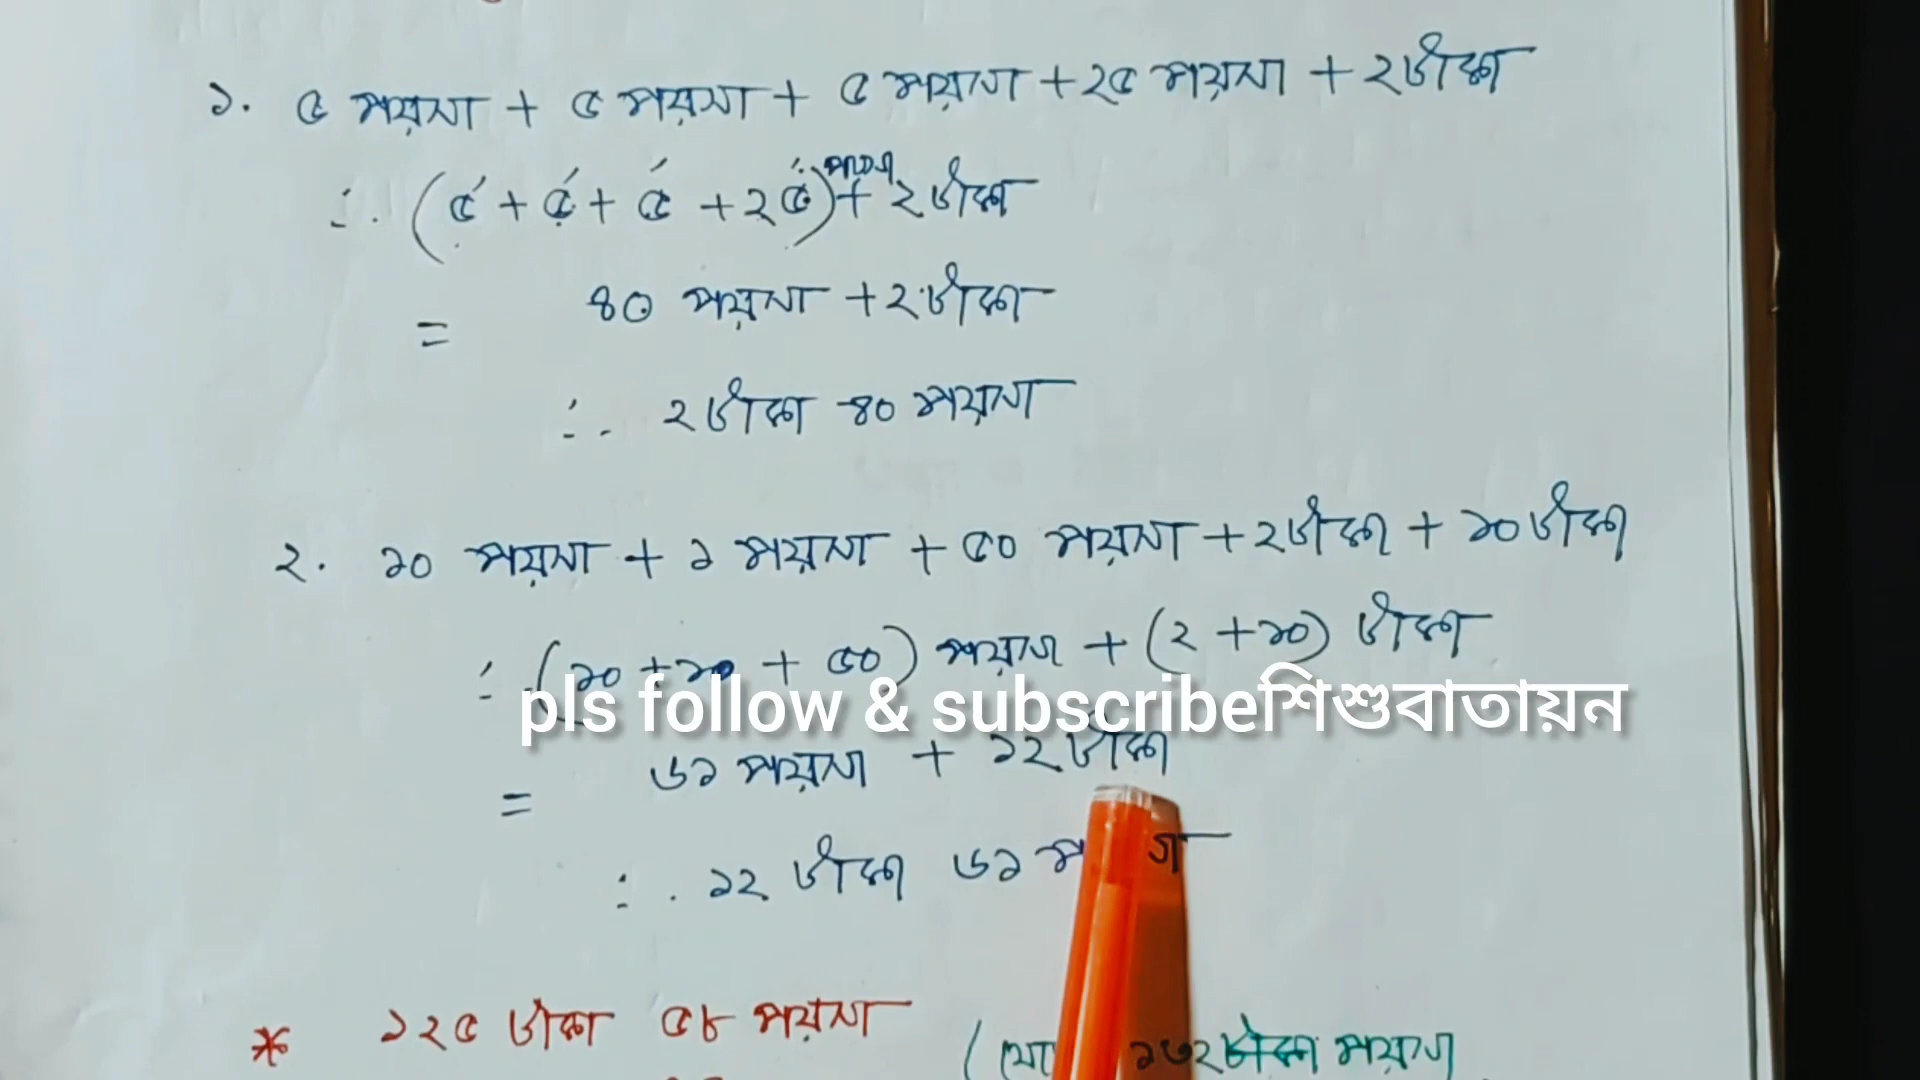 ১. ৫ পয়সা + ৫ পয়সা + ৫ পয়সা + ২৫ পয়সা + ২টাকা
∴ (৫ + ৫ + ৫ + ২৫) পয়সা + ২টাকা
= ৪০ পয়সা + ২টাকা
∴ ২টাকা ৪০ পয়সা
২. ১০ পয়সা + ১ পয়সা + ৫০ পয়সা + ২টাকা + ১০টাকা
∴ (১০ + ১০ + ৫০) পয়সা + (২ + ১০) টাকা
pls follow & subscribeশিশুবাতায়ন
= ৬১ পয়সা + ১২টাকা
∴ ১২ টাকা ৬১
* ১২৫ টাকা ৫৮ পয়সা ( ১৩২টাকা পয়সা